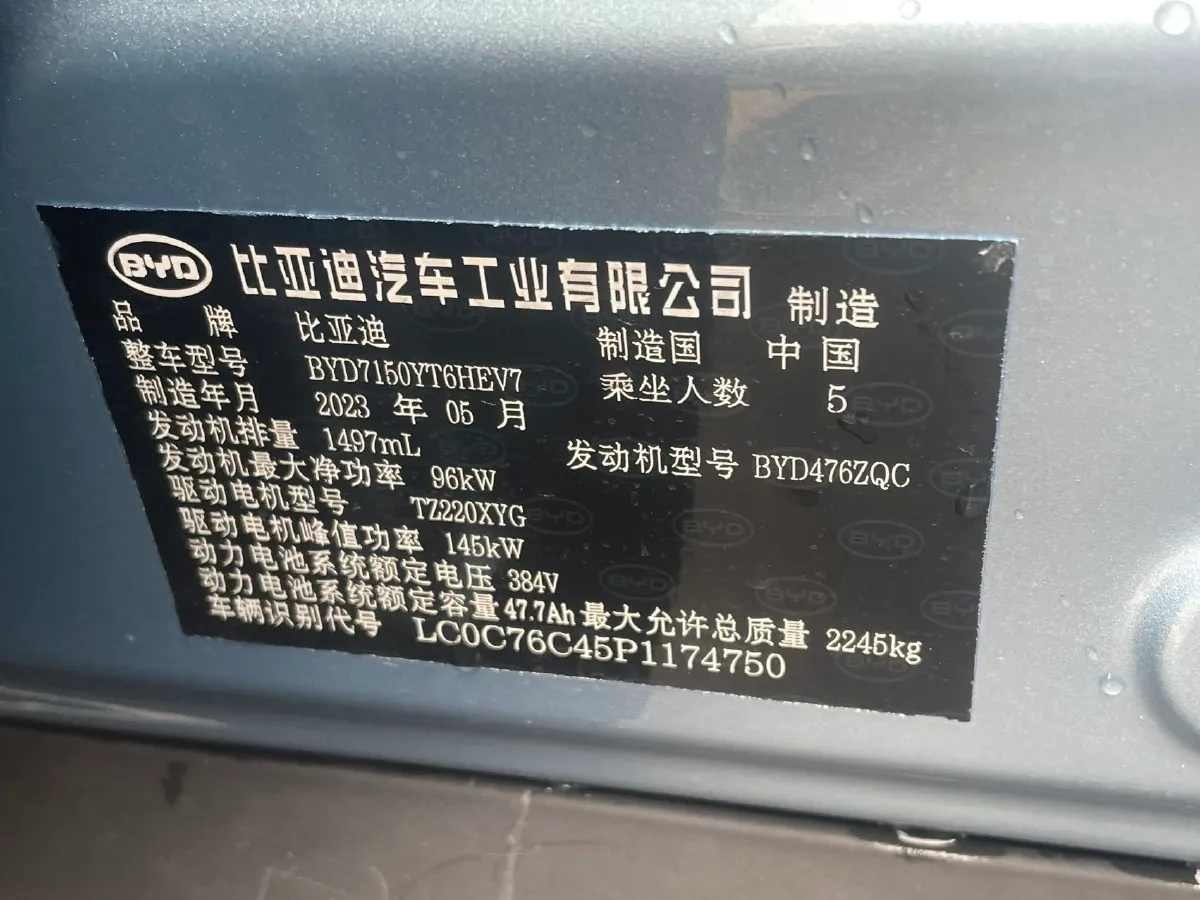 BYD 比亚迪汽车工业有限公司 制造
品牌 比亚迪 制造国 中国
整车型号 BYD7150YT6HEV7 乘坐人数 5
制造年月 2023 年 05 月
发动机排量 1497mL 发动机型号 BYD476ZQC
发动机最大净功率 96kW
驱动电机型号 TZ220XYG
驱动电机峰值功率 145kW
动力电池系统额定电压 384V
动力电池系统额定容量 47.7Ah 最大允许总质量 2245kg
车辆识别代号 LC0C76C45P1174750